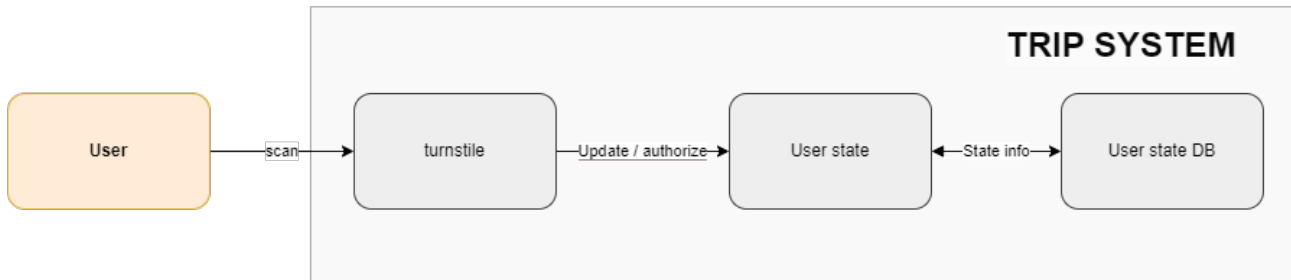 TRIP SYSTEM
User
scan
turnstile
Update / authorize
User state
State info
User state DB